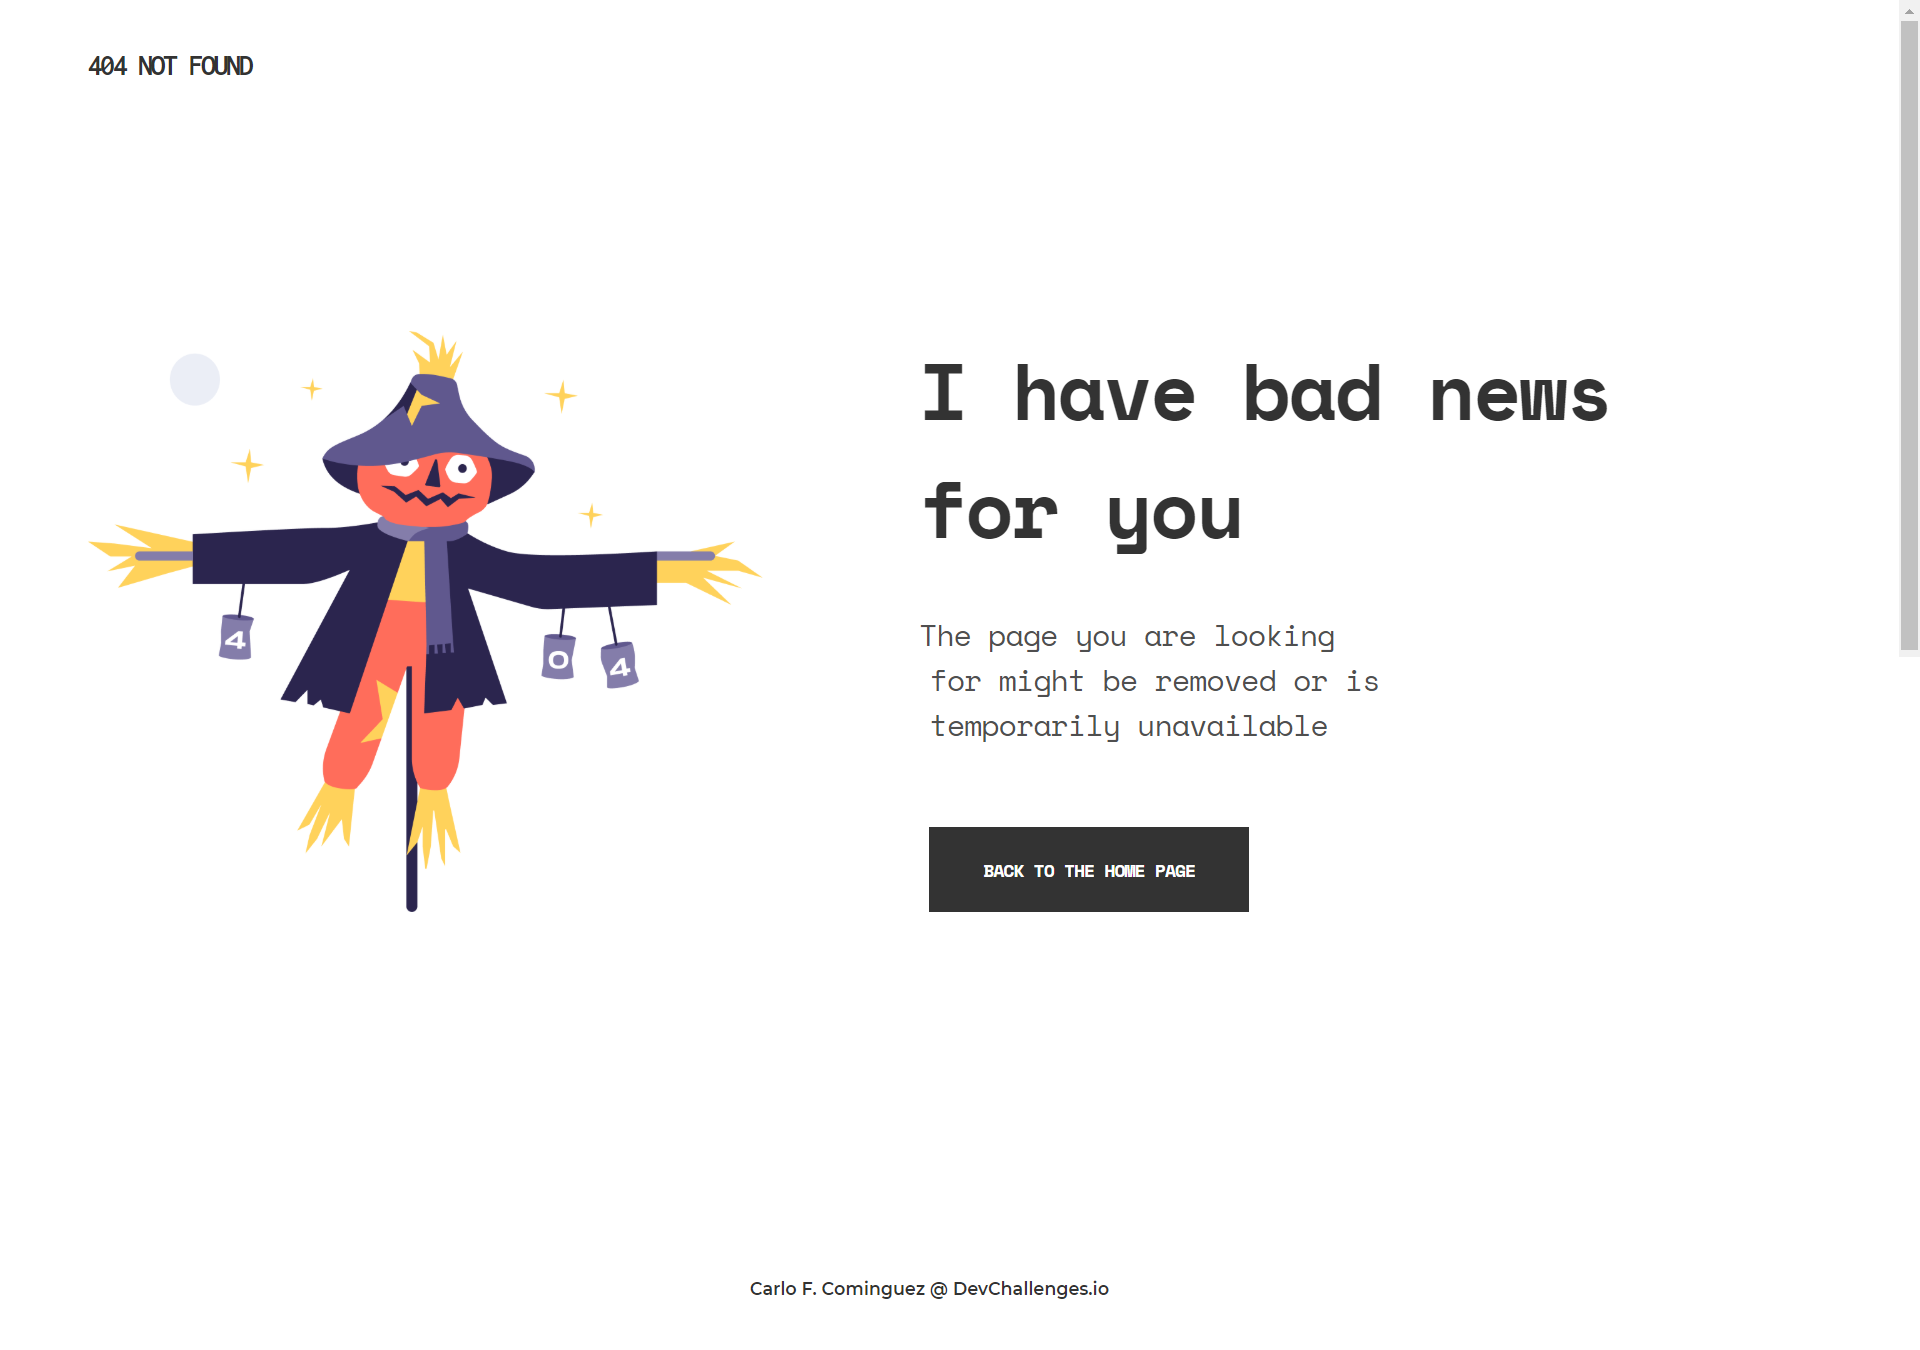 404 NOT FOUND
I have bad news
for you
4
0
4
The page you are looking
for might be removed or is
temporarily unavailable
BACK TO THE HOME PAGE
Carlo F. Cominguez @ DevChallenges.io